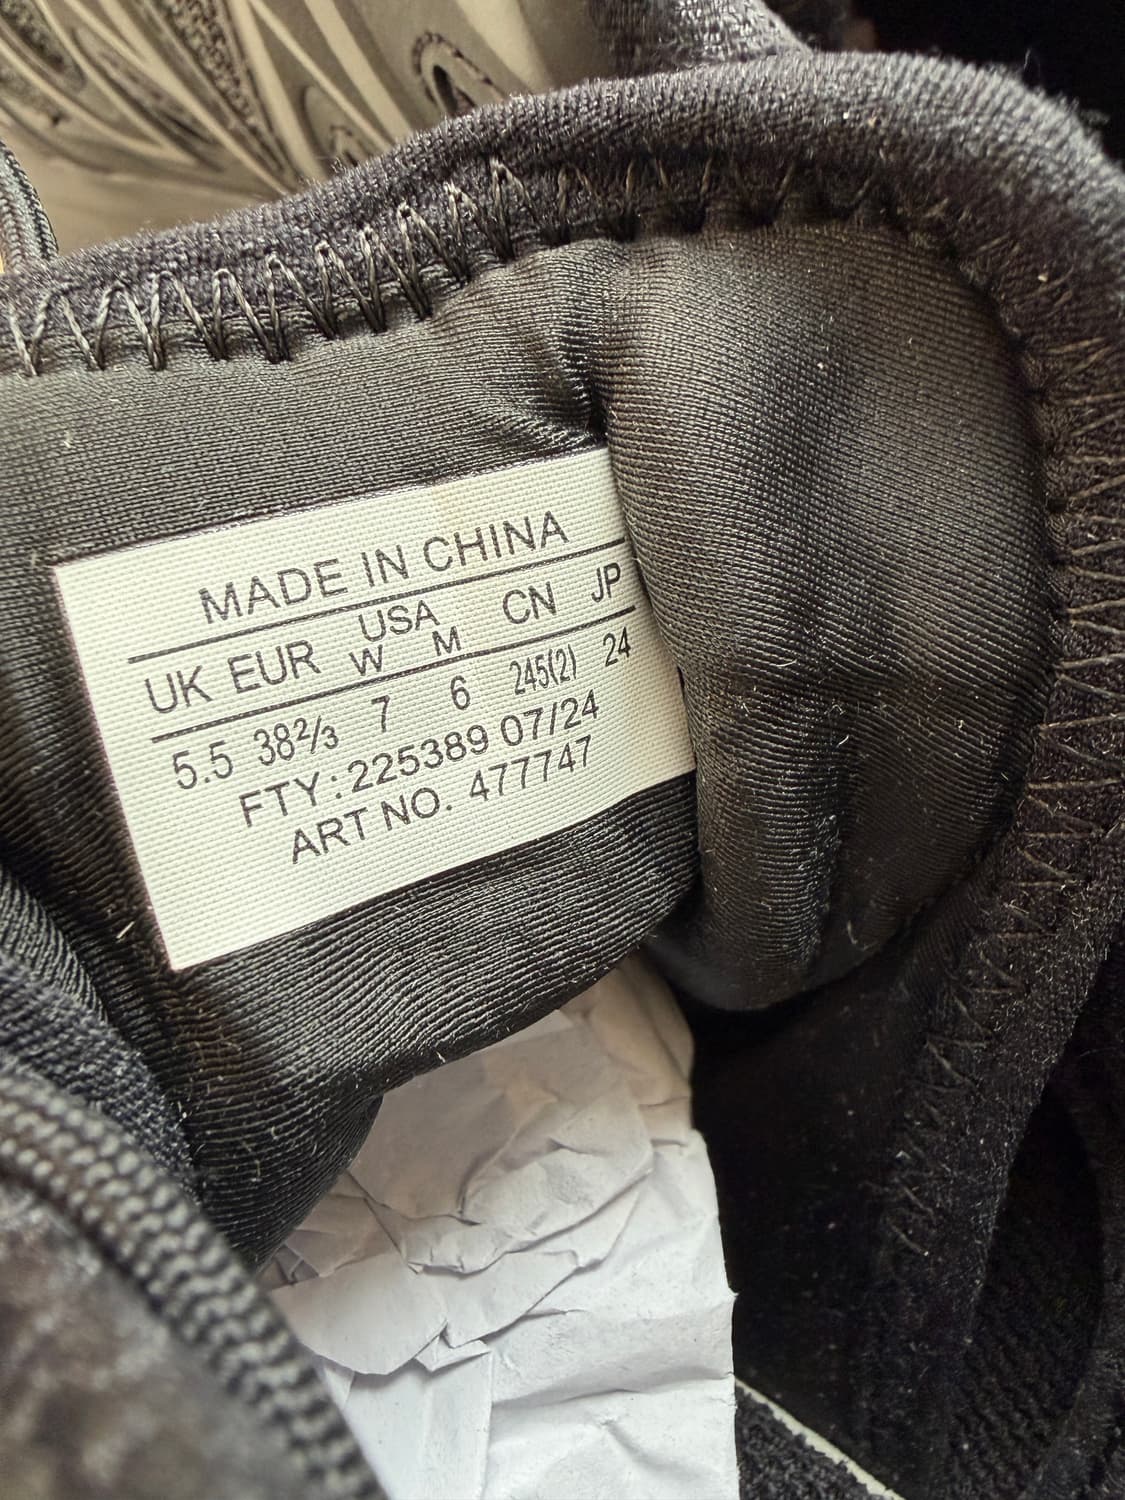 MADE IN CHINA
UK EUR USA W M CN JP
5.5 38⅔ 7 6 245(2) 24
FTY:225389 07/24
ART NO. 477747